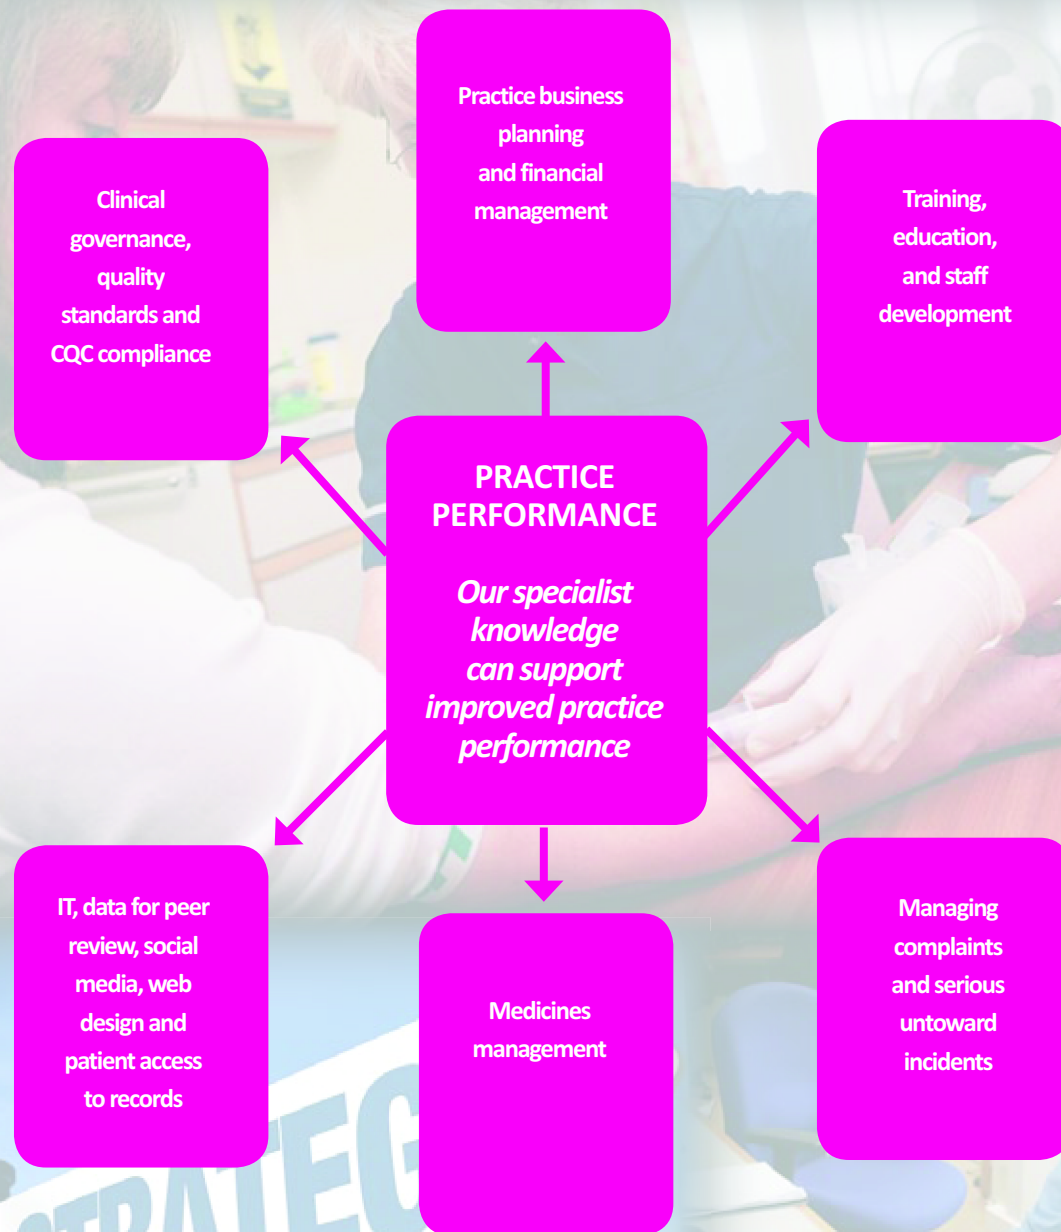 Practice business
planning
and financial
management
Clinical
governance,
quality
standards and
CQC compliance
Training,
education,
and staff
development
PRACTICE
PERFORMANCE
Our specialist
knowledge
can support
improved practice
performance
IT, data for peer
review, social
media, web
design and
patient access
to records
Medicines
management
Managing
complaints
and serious
untoward
incidents
STRATEG